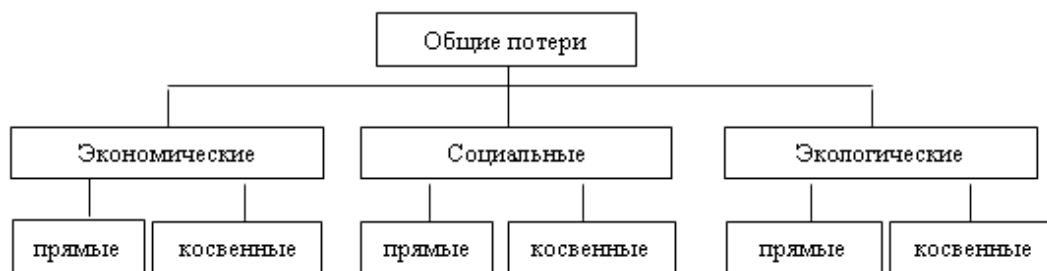 Общие потери
Экономические Социальные Экологические
прямые косвенные прямые косвенные прямые косвенные